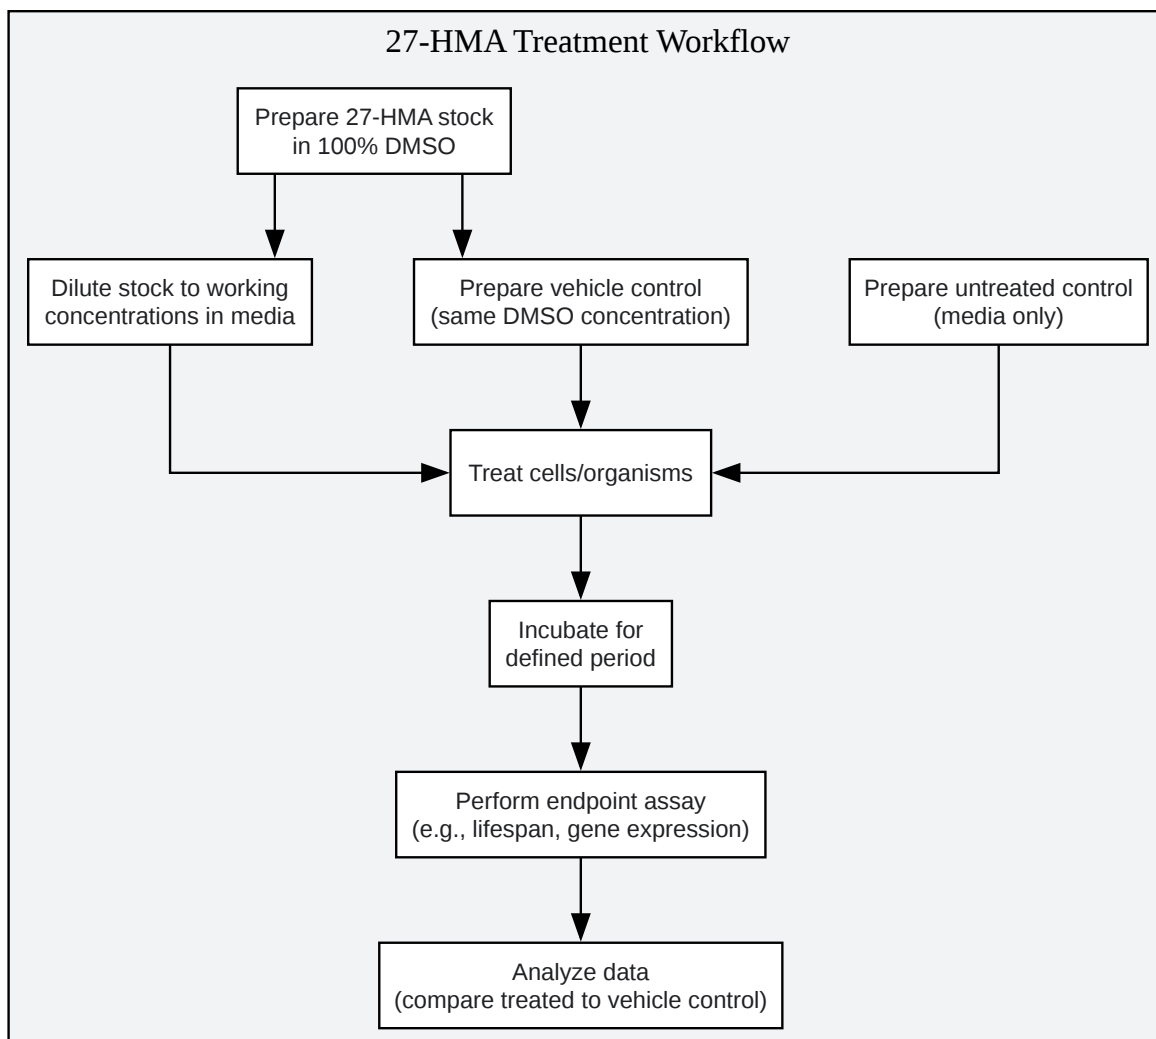 27-HMA Treatment Workflow
Prepare 27-HMA stock
in 100% DMSO
Dilute stock to working
concentrations in media
Prepare vehicle control
(same DMSO concentration)
Prepare untreated control
(media only)
Treat cells/organisms
Incubate for
defined period
Perform endpoint assay
(e.g., lifespan, gene expression)
Analyze data
(compare treated to vehicle control)